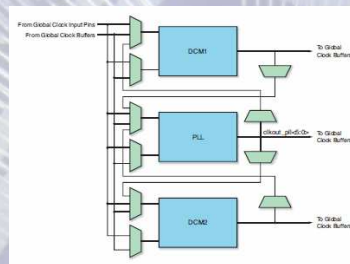 From Global Clock Input Pins
From Global Clock Buffers
DCM1
To Global
Clock Buffers
PLL
clkout_pll<5:0>
To Global
Clock Buffers
DCM2
To Global
Clock Buffers